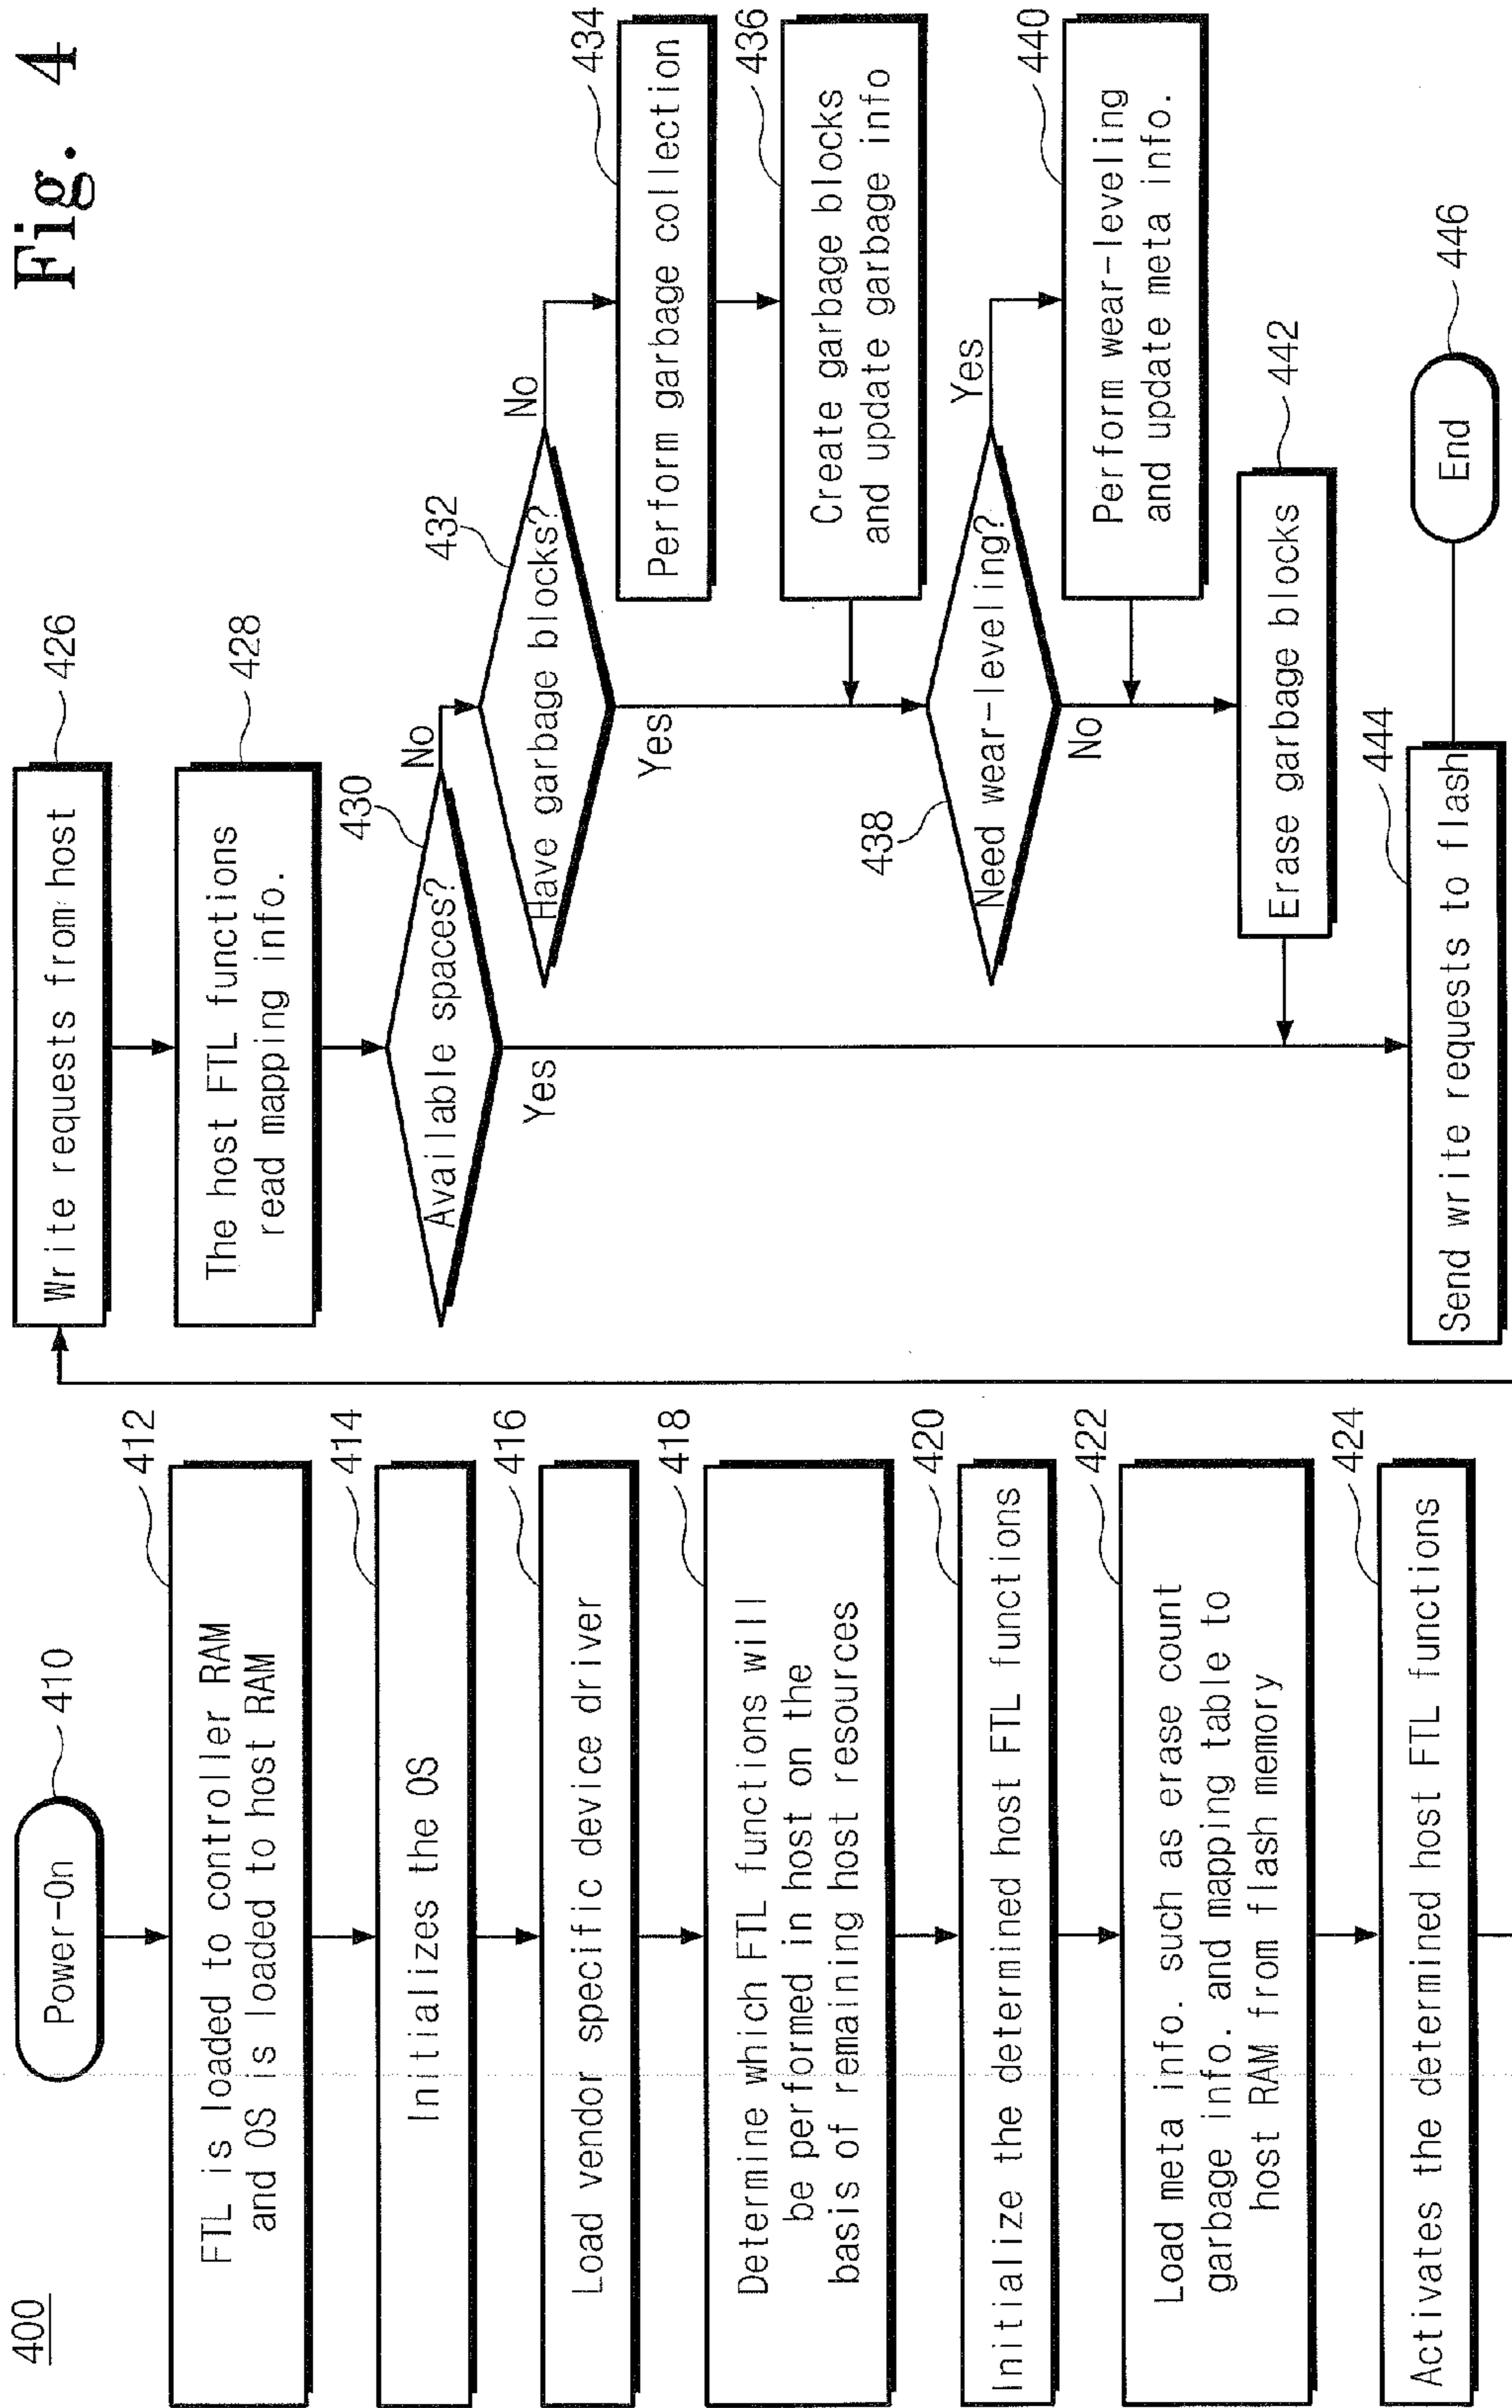 Fig. 4
400
Power-On
410
412
FTL is loaded to controller RAM
and OS is loaded to host RAM
414
Initializes the OS
416
Load vendor specific device driver
418
Determine which FTL functions will
be performed in host on the
basis of remaining host resources
420
Initialize the determined host FTL functions
422
Load meta info. such as erase count
garbage info. and mapping table to
host RAM from flash memory
424
Activates the determined host FTL functions
426
Write requests from host
428
The host FTL functions
read mapping info.
430
Available spaces?
No
Yes
432
Have garbage blocks?
No
Yes
434
Perform garbage collection
436
Create garbage blocks
and update garbage info
438
Need wear-leveling?
Yes
No
440
Perform wear-leveling
and update meta info.
442
Erase garbage blocks
444
Send write requests to flash
End
446